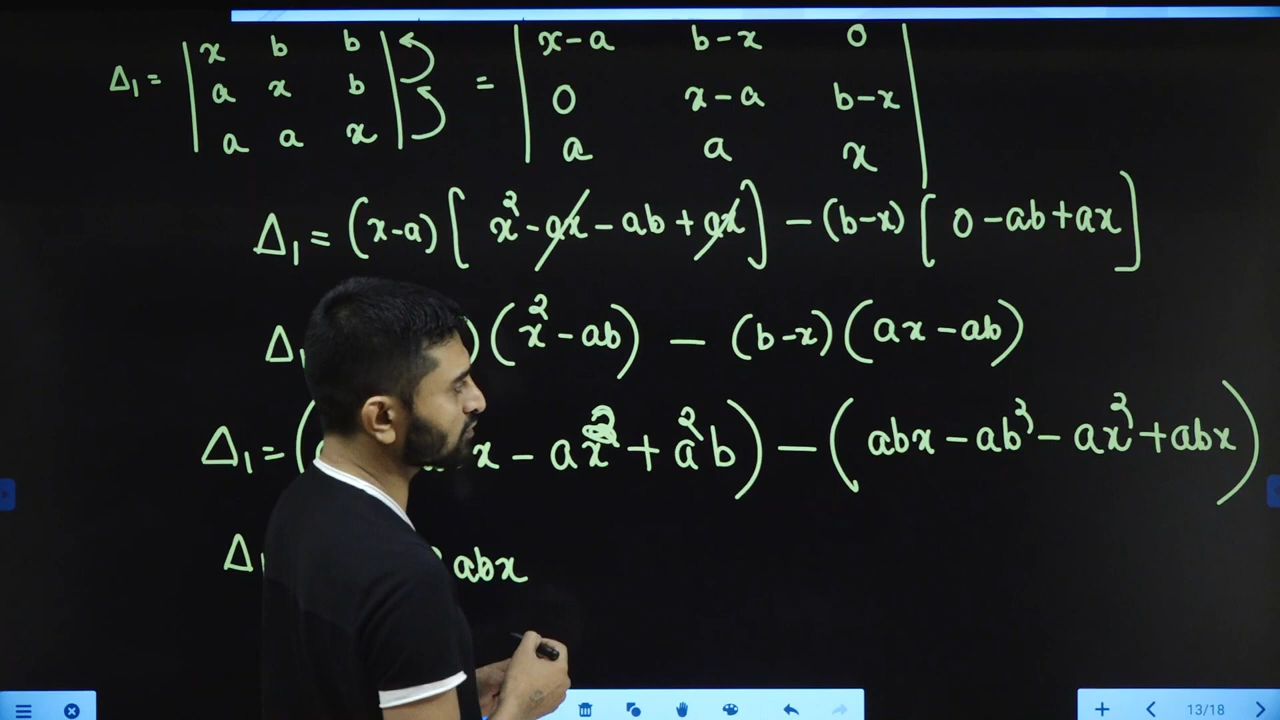 Δ₁ = | x b b | = | x-a b-x 0 |
| a x b | | 0 x-a b-x |
| a a x | | a a x |
Δ₁ = (x-a) [ x² - ax - ab + ax ] - (b-x) [ 0 - ab + ax ]
Δ₁ ) (x² - ab) - (b-x) (ax - ab)
Δ₁ = ( x - ax² + a²b ) - ( abx - ab² - ax² + abx )
Δ₁ abx
13/18